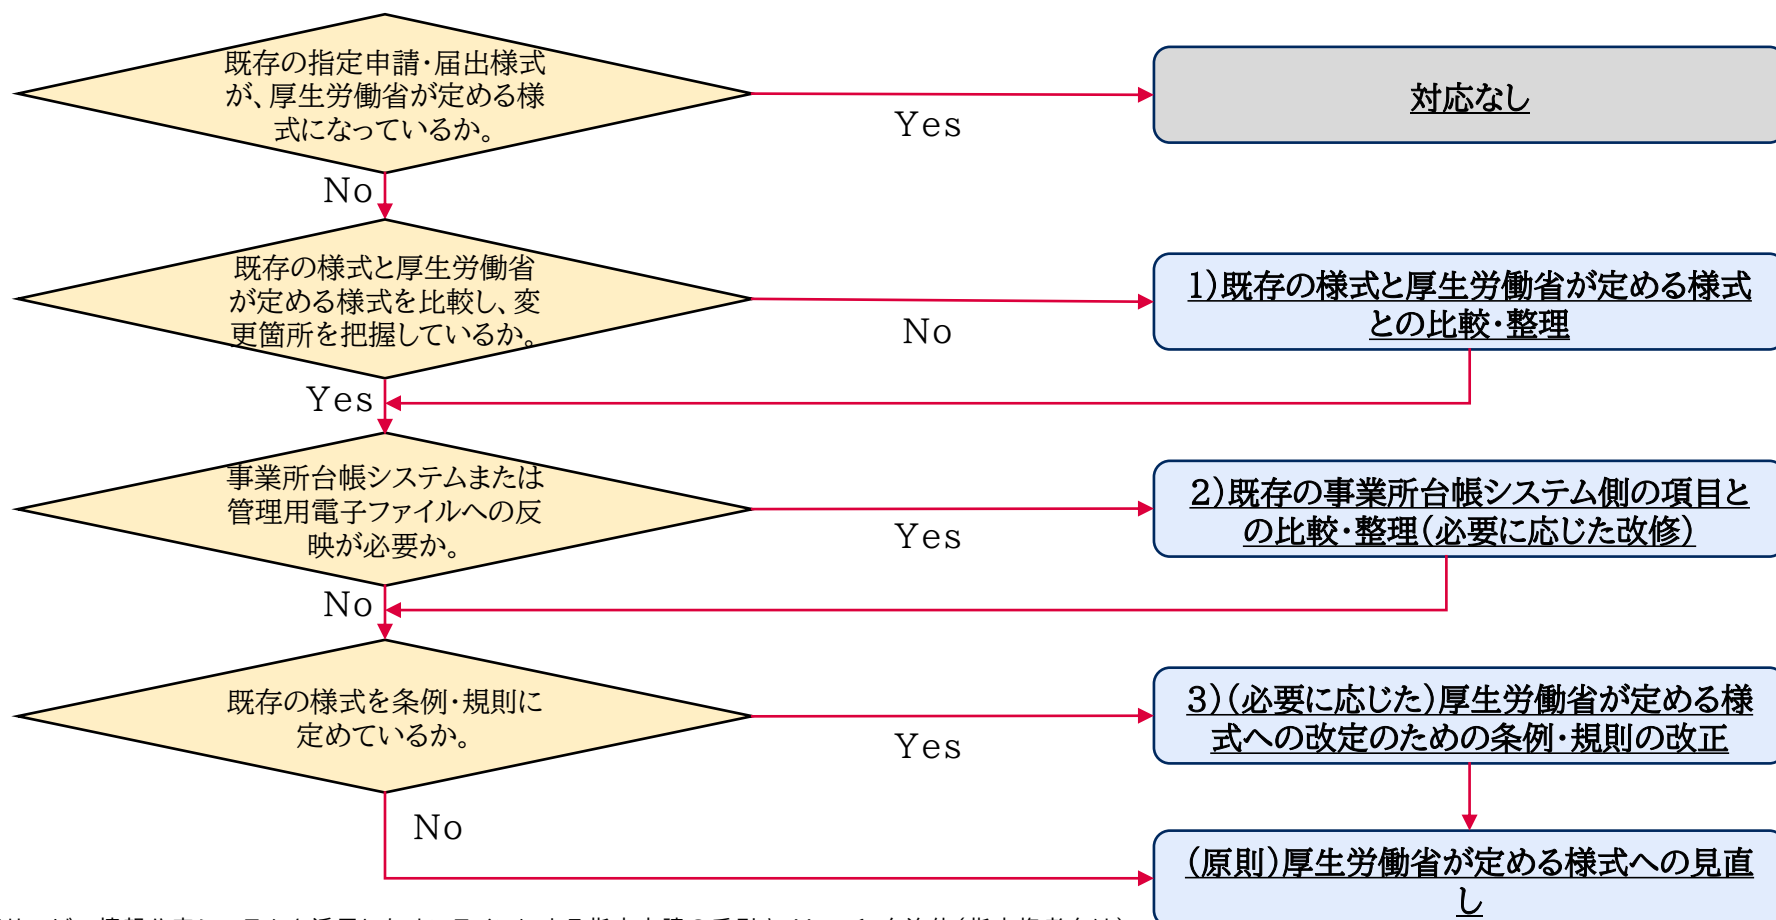 既存の指定申請・届出様式
が、厚生労働省が定める様
式になっているか。
Yes
対応なし
No
既存の様式と厚生労働省
が定める様式を比較し、変
更箇所を把握しているか。
No
1)既存の様式と厚生労働省が定める様式
との比較・整理
Yes
事業所台帳システムまたは
管理用電子ファイルへの反
映が必要か。
Yes
2)既存の事業所台帳システム側の項目と
の比較・整理(必要に応じた改修)
No
既存の様式を条例・規則に
定めているか。
Yes
3)(必要に応じた)厚生労働省が定める様
式への改定のための条例・規則の改正
No
(原則)厚生労働省が定める様式への見直
し